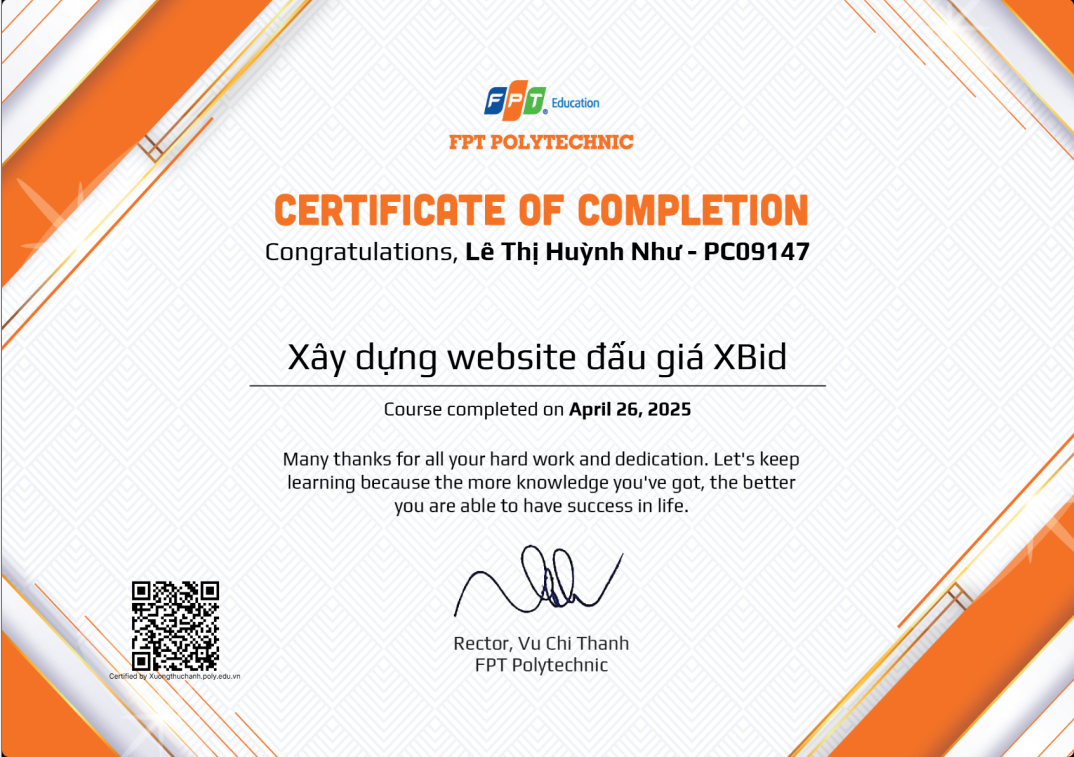 FPT Education
FPT POLYTECHNIC
CERTIFICATE OF COMPLETION
Congratulations, Lê Thị Huỳnh Như - PC09147
Xây dựng website đấu giá XBid
Course completed on April 26, 2025
Many thanks for all your hard work and dedication. Let's keep
learning because the more knowledge you've got, the better
you are able to have success in life.
Rector, Vu Chi Thanh
FPT Polytechnic
Certified by Xuongthuchanh.poly.edu.vn